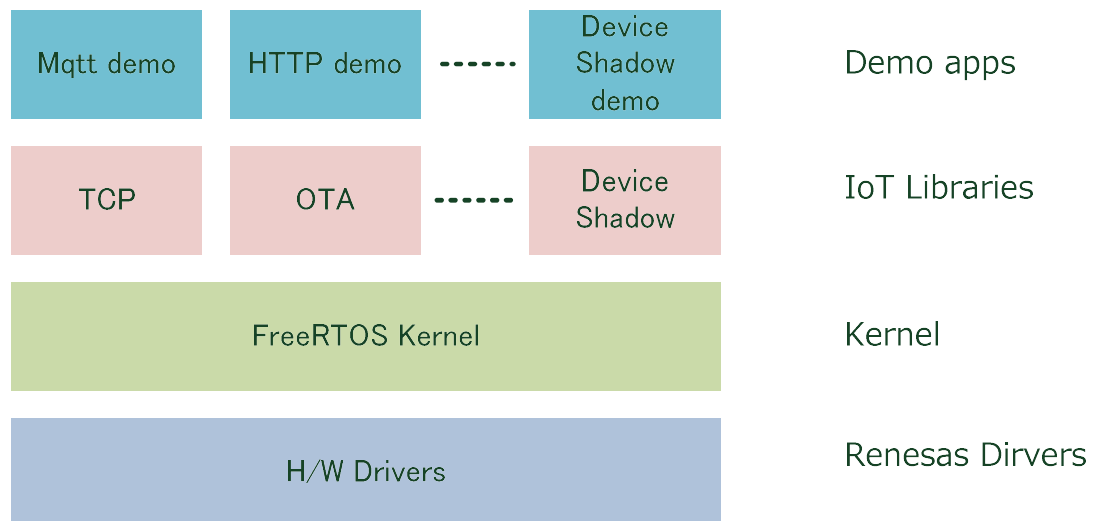 Mqtt demo
HTTP demo
Device
Shadow
demo
Demo apps
TCP
OTA
Device
Shadow
IoT Libraries
FreeRTOS Kernel
Kernel
H/W Drivers
Renesas Dirvers